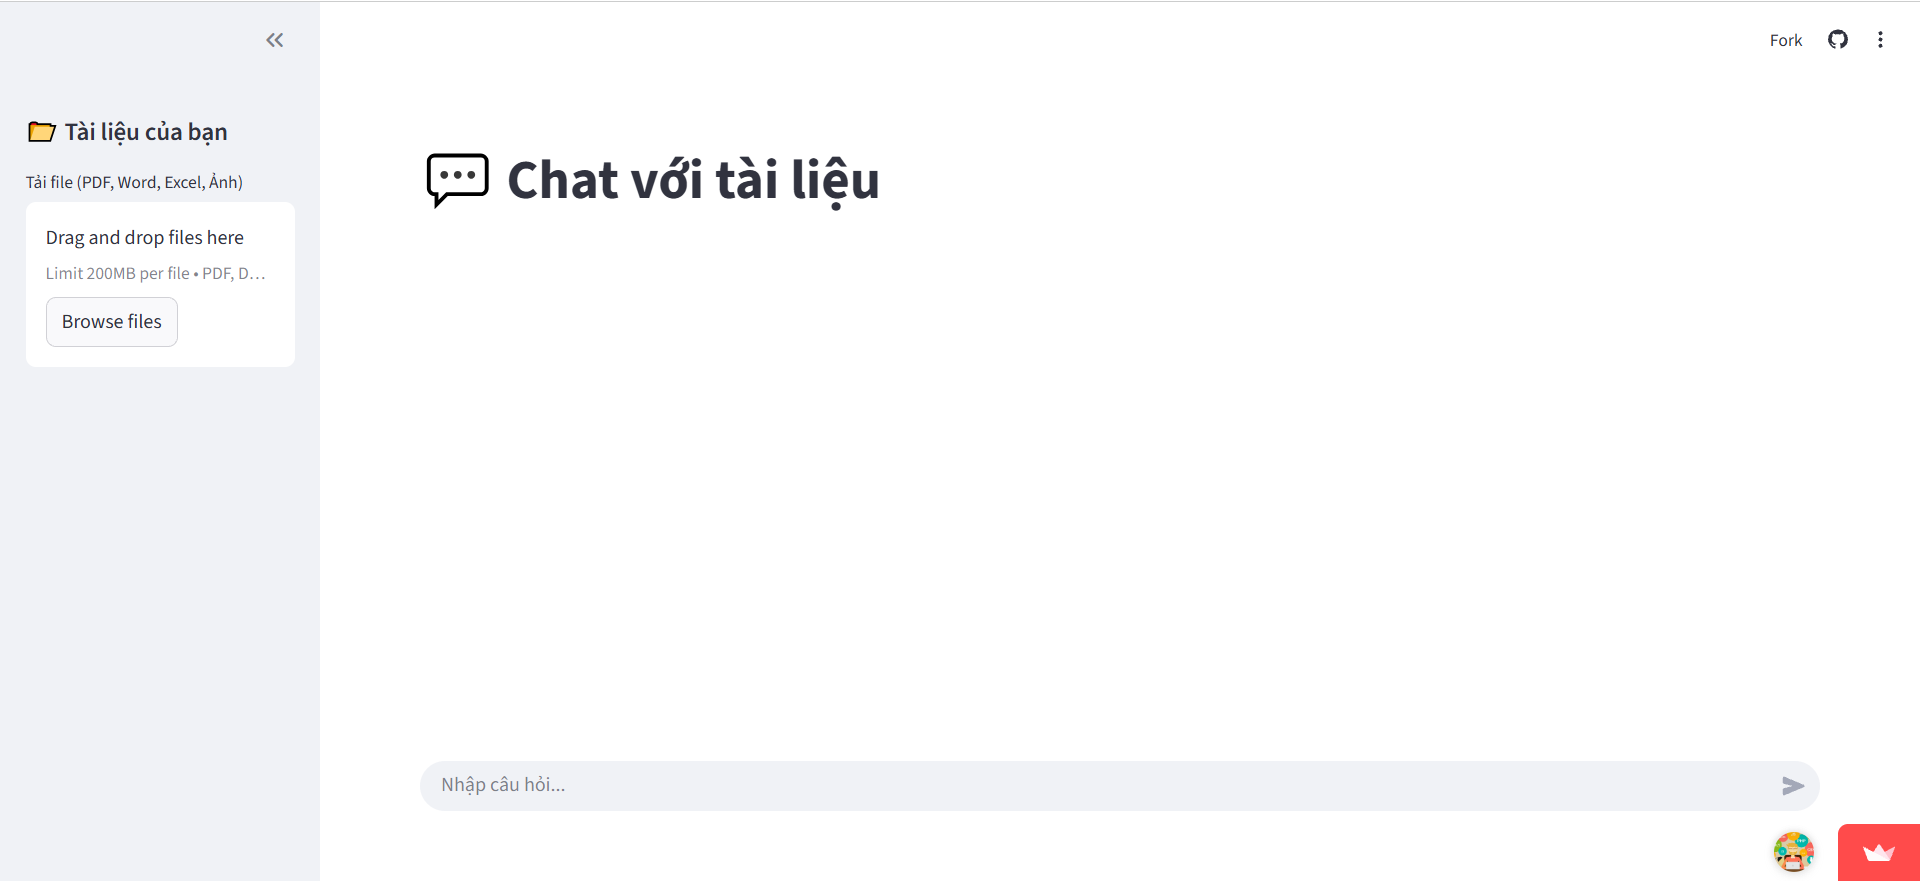 Fork
Tài liệu của bạn
Tải file (PDF, Word, Excel, Ảnh)
Drag and drop files here
Limit 200MB per file • PDF, D…
Browse files
Chat với tài liệu
Nhập câu hỏi...